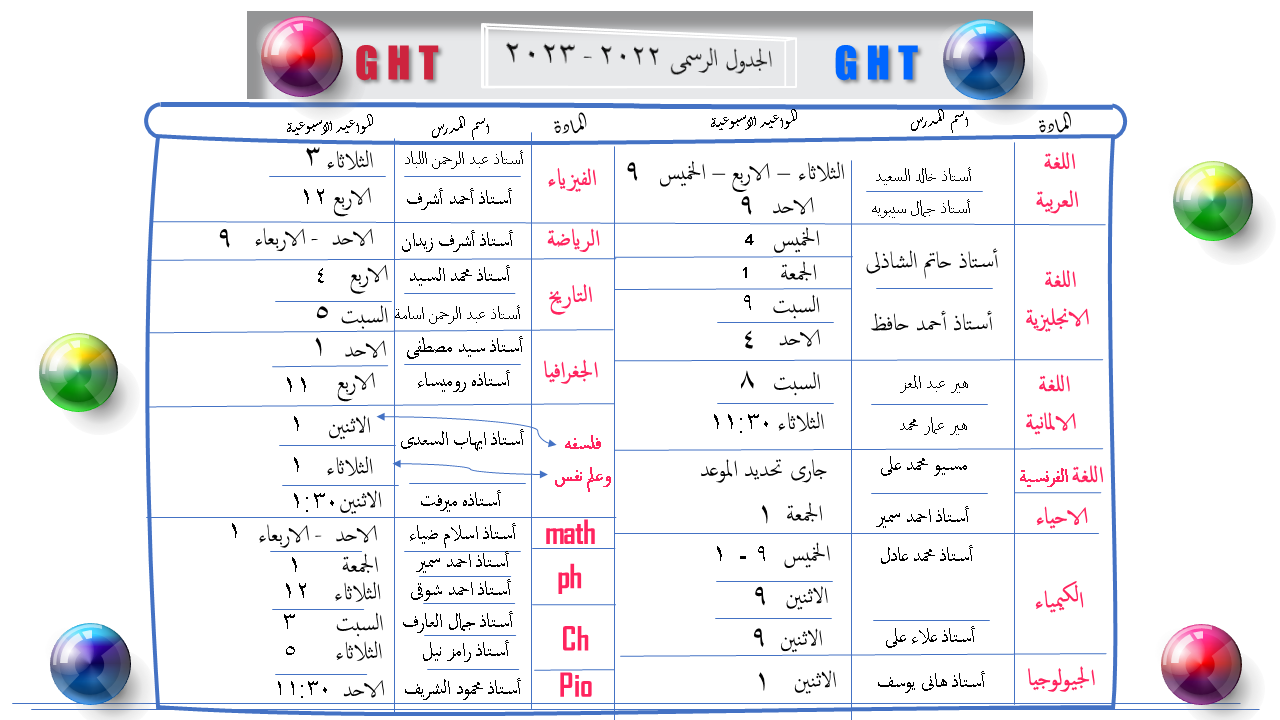 GHT الجدول الرسمى ٢٠٢٢ - ٢٠٢٣ GHT
المادة اسم المدرس المواعيد الاسبوعية
اللغة العربية
أستاذ خالد السعيد الثلاثاء – الاربع – الخميس ٩
أستاذ جمال سيبويه الاحد ٩
اللغة الانجليزية
أستاذ حاتم الشاذلى الخميس 4
الجمعة 1
أستاذ أحمد حافظ السبت ٩
الاحد ٤
اللغة الالمانية
هير عبد المعز السبت ٨
هير عمار محمد الثلاثاء ١١:٣٠
اللغة الفرنسية مسيو محمد على جارى تحديد الموعد
الاحياء أستاذ احمد سمير الجمعة ١
الكيمياء
أستاذ محمد عادل الخميس ٩ - ١
الاثنين ٩
أستاذ علاء على الاثنين ٩
الجيولوجيا أستاذ هانى يوسف الاثنين ١
المادة اسم المدرس المواعيد الاسبوعية
الفيزياء
أستاذ عبد الرحمن اللباد الثلاثاء ٣
أستاذ أحمد أشرف الاربع ١٢
الرياضة أستاذ أشرف زيدان الاحد - الاربعاء ٩
التاريخ
أستاذ محمد السيد الاربع ٤
أستاذ عبد الرحمن اسامة السبت ٥
الجغرافيا
أستاذ سيد مصطفى الاحد ١
أستاذه روميساء الاربع ١١
فلسفه
وعلم نفس
أستاذ ايهاب السعدى الاثنين ١
الثلاثاء ١
أستاذه ميرفت الاثنين ١:٣٠
math أستاذ اسلام ضياء الاحد - الاربعاء ١
ph
أستاذ احمد سمير الجمعة ١
أستاذ احمد شوقى الثلاثاء ١٢
Ch
أستاذ جمال العارف السبت ٣
أستاذ رامز نيل الثلاثاء ٥
Pio أستاذ محمود الشريف الاحد ١١:٣٠